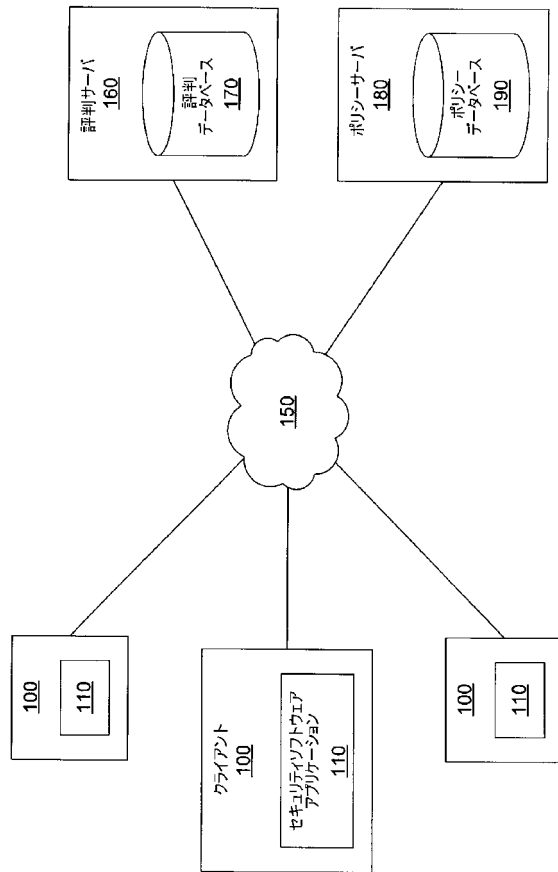 100
110
クライアント
100
セキュリティソフトウェア
アプリケーション
110
100
110
150
評判サーバ
160
評判
データベース
170
ポリシーサーバ
180
ポリシー
データベース
190